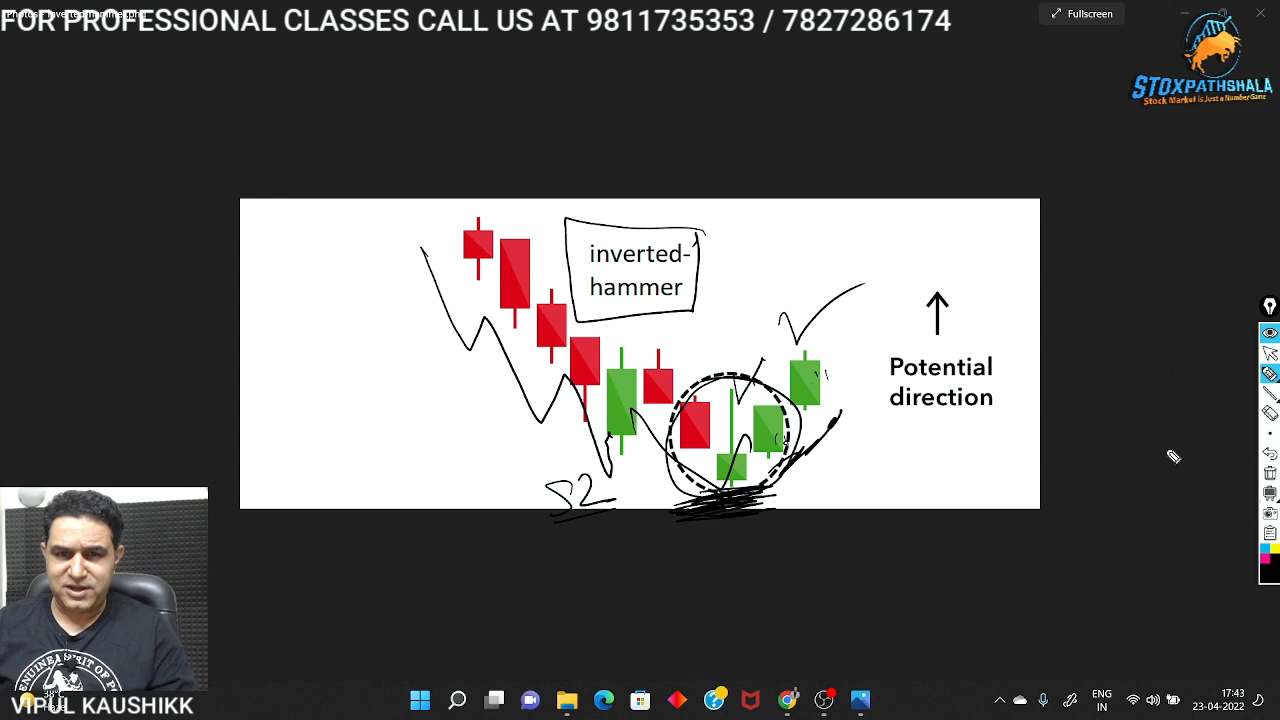 FOR PROFESSIONAL CLASSES CALL US AT 9811735353 / 7827286174
Fullscreen
STOXPATHSHALA
Stock Market is Just a Number Game
inverted-
hammer
Potential
direction
S2
VIPUL KAUSHIKK
38°
ENG
IN
17:43
23-04-2022